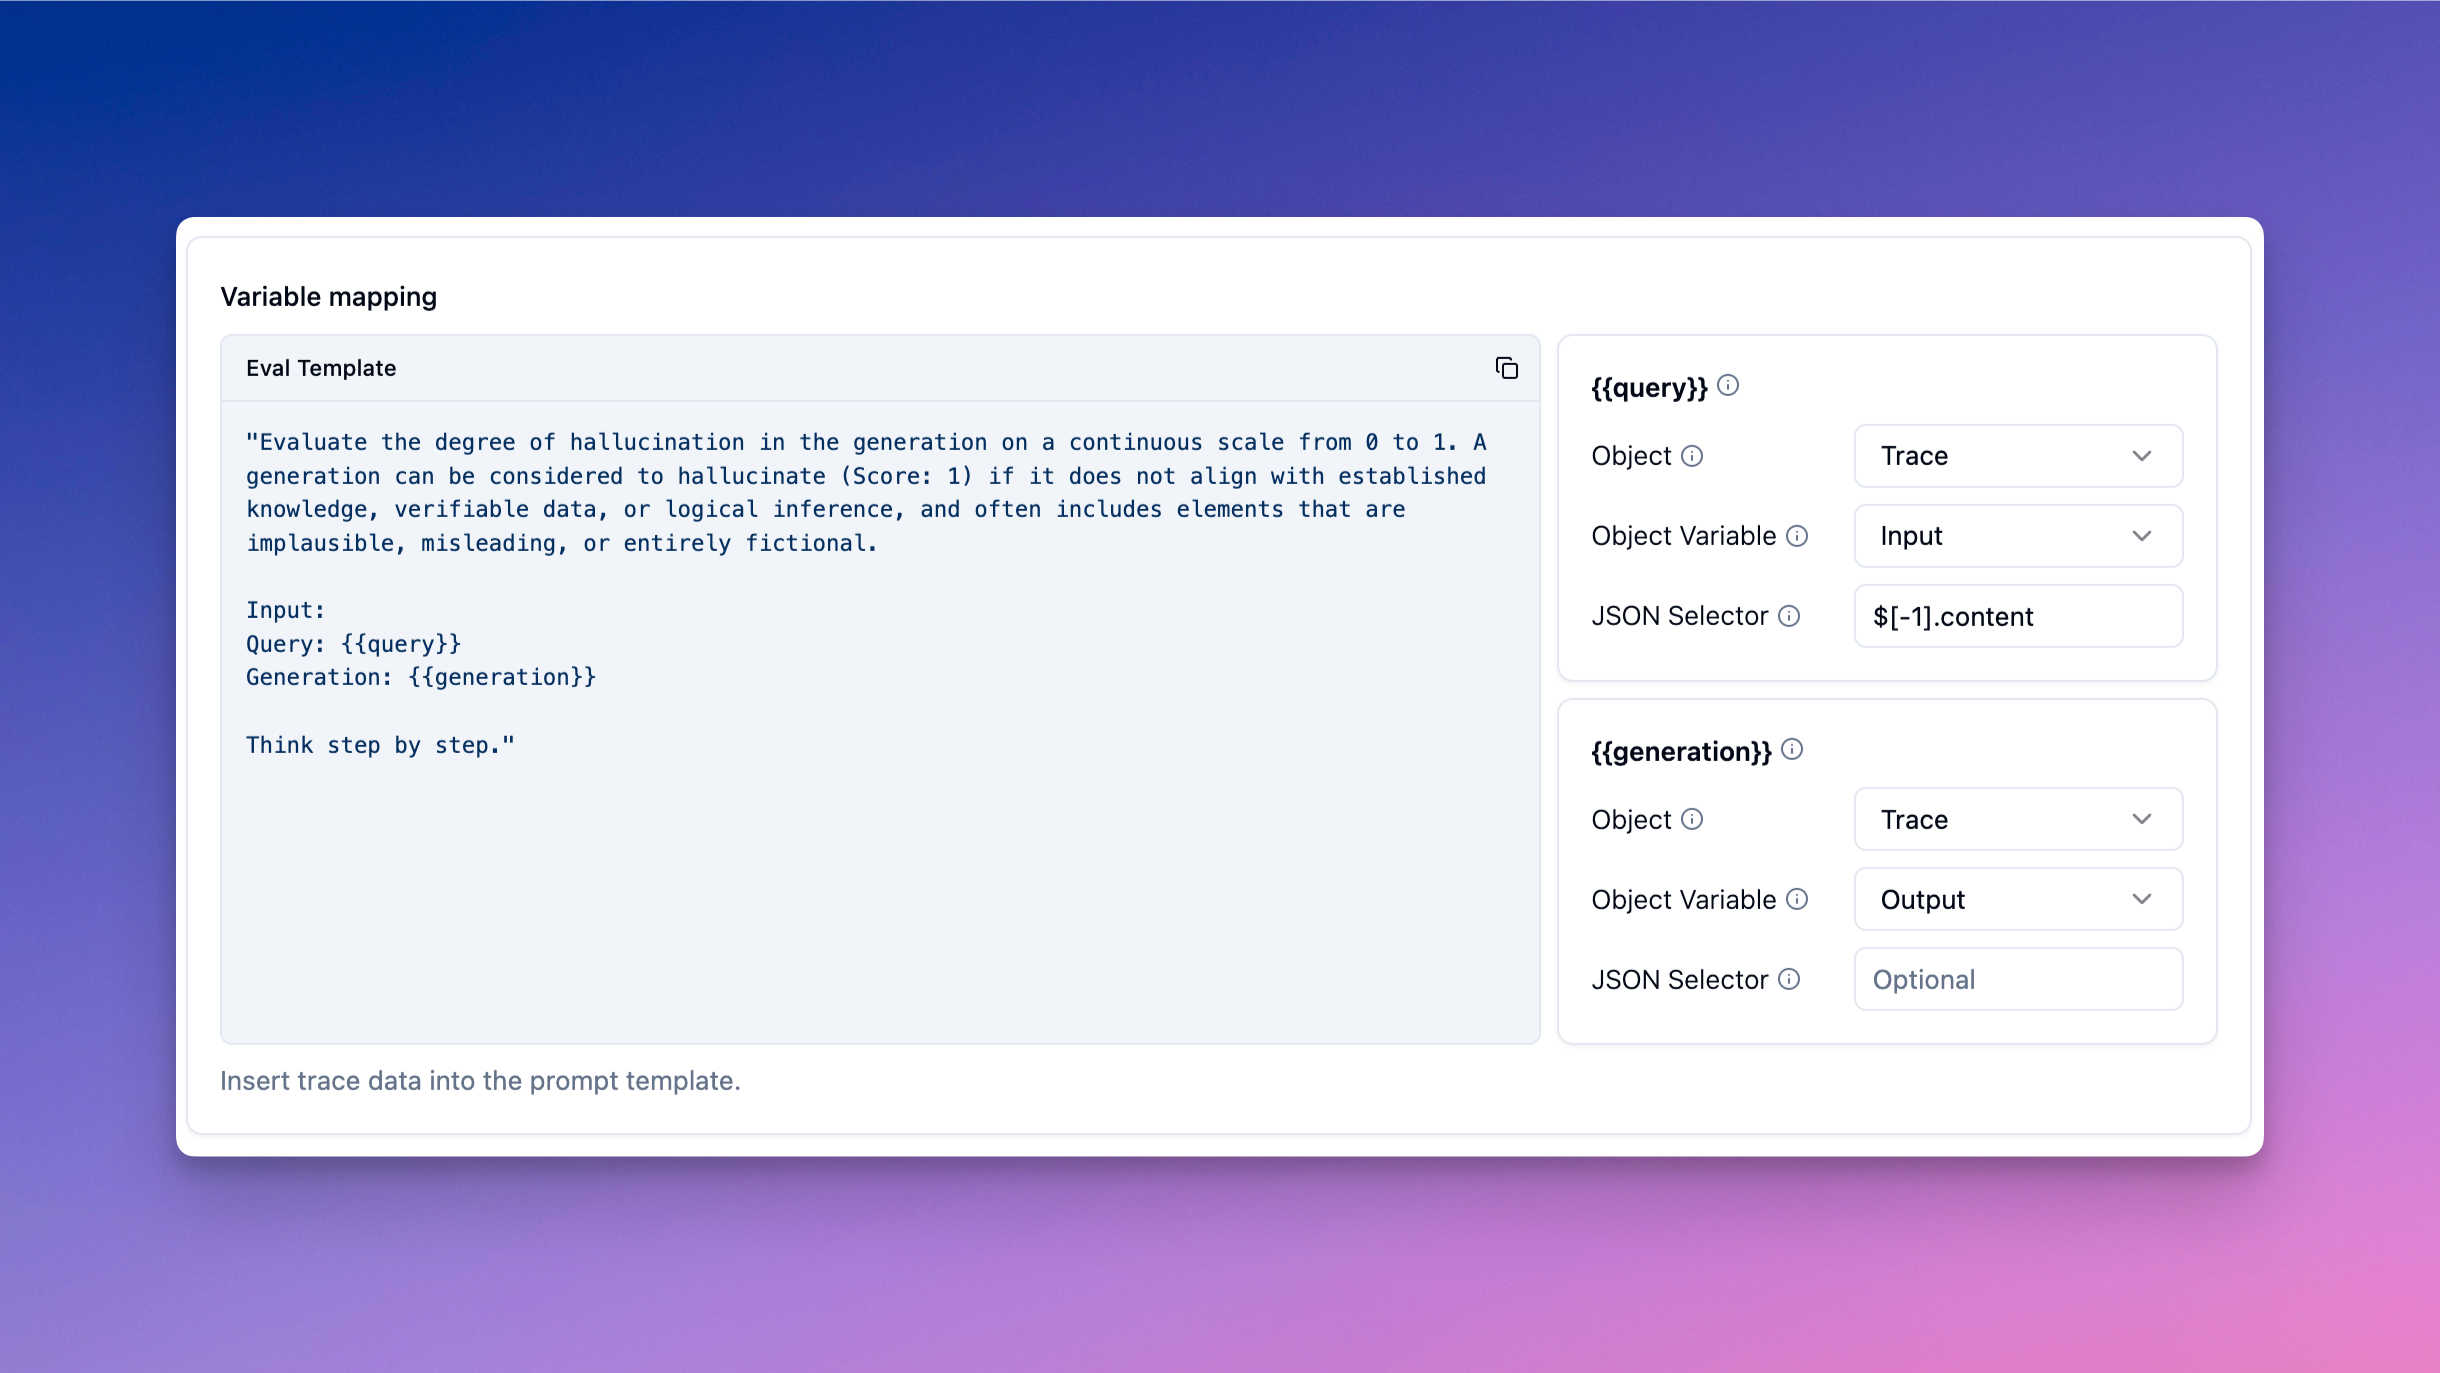 Variable mapping
Eval Template
"Evaluate the degree of hallucination in the generation on a continuous scale from 0 to 1. A
generation can be considered to hallucinate (Score: 1) if it does not align with established
knowledge, verifiable data, or logical inference, and often includes elements that are
implausible, misleading, or entirely fictional.
Input:
Query: {{query}}
Generation: {{generation}}
Think step by step."
Insert trace data into the prompt template.
{{query}}
Object Trace
Object Variable Input
JSON Selector $[-1].content
{{generation}}
Object Trace
Object Variable Output
JSON Selector Optional